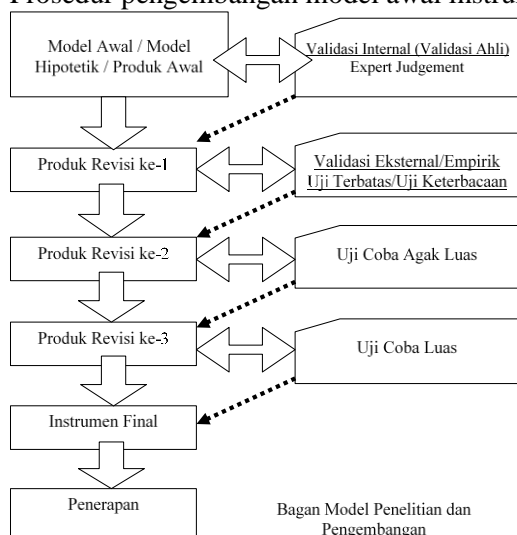 Prosedur pengembangan model awal instru
Model Awal / Model
Hipotetik / Produk Awal
Validasi Internal (Validasi Ahli)
Expert Judgement
Produk Revisi ke-1
Validasi Eksternal/Empirik
Uji Terbatas/Uji Keterbacaan
Produk Revisi ke-2
Uji Coba Agak Luas
Produk Revisi ke-3
Uji Coba Luas
Instrumen Final
Penerapan
Bagan Model Penelitian dan
Pengembangan